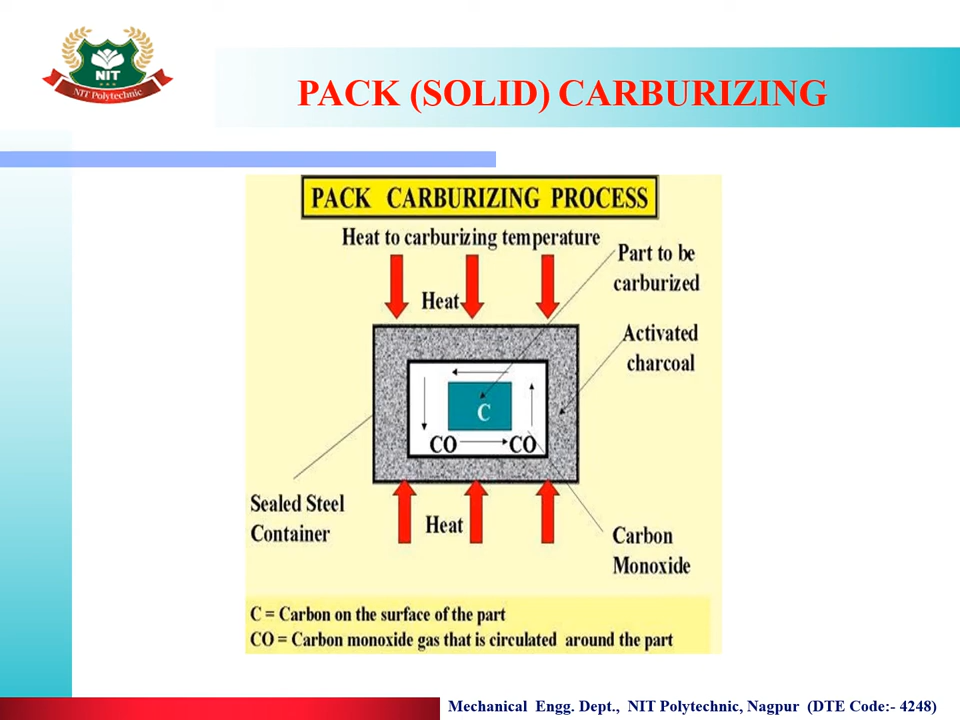 NIT
NIT Polytechnic
PACK (SOLID) CARBURIZING
PACK CARBURIZING PROCESS
Heat to carburizing temperature
Part to be
carburized
Heat
Activated
charcoal
C
CO
CO
Sealed Steel
Container
Heat
Carbon
Monoxide
C = Carbon on the surface of the part
CO = Carbon monoxide gas that is circulated around the part
Mechanical Engg. Dept., NIT Polytechnic, Nagpur (DTE Code:- 4248)